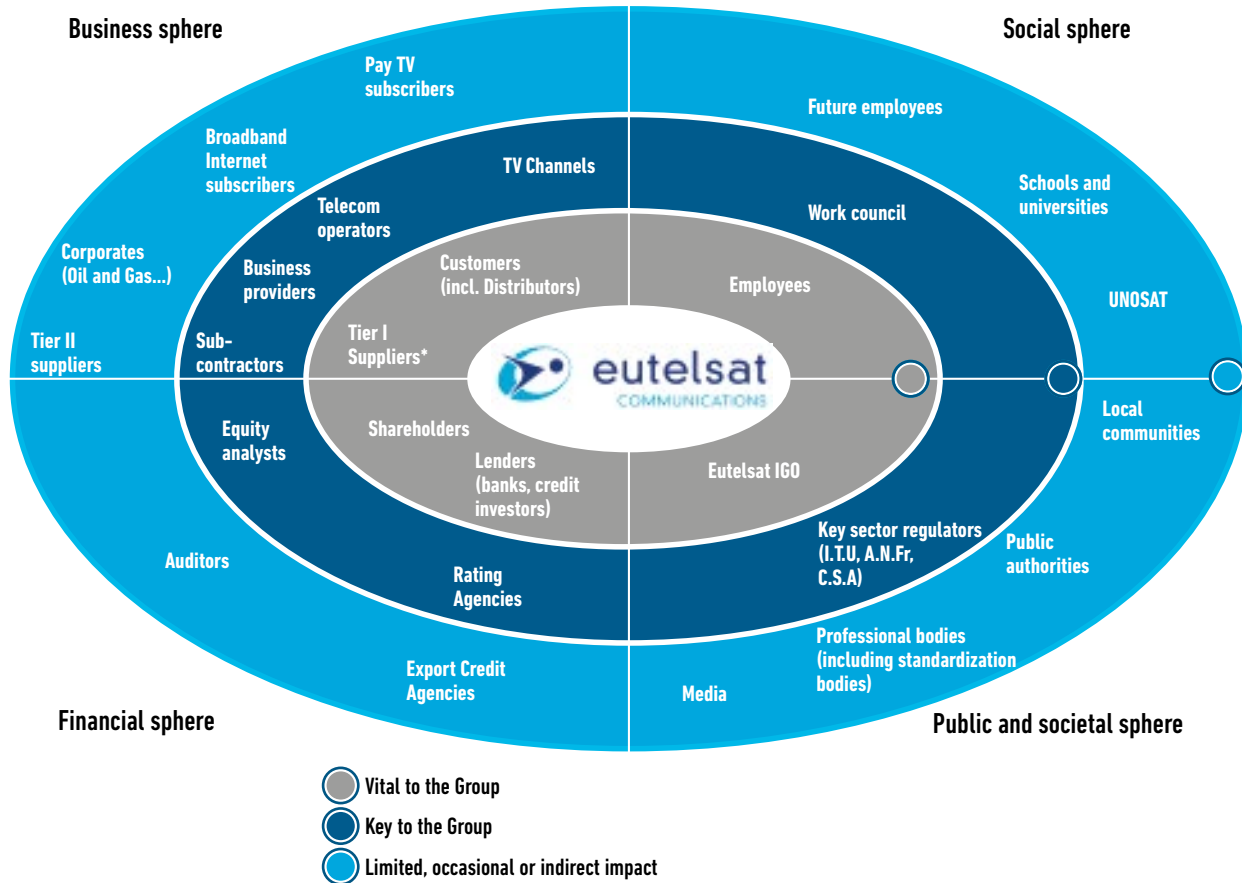 Business sphere
Social sphere
Pay TV
subscribers
Future employees
Broadband
Internet
subscribers
TV Channels
Schools and
universities
Telecom
operators
Work council
Corporates
(Oil and Gas...)
Business
providers
Customers
(incl. Distributors)
Employees
UNOSAT
Tier II
suppliers
Sub-
contractors
Tier I
Suppliers*
eutelsat
COMMUNICATIONS
Equity
analysts
Shareholders
Local
communities
Lenders
(banks, credit
investors)
Eutelsat IGO
Auditors
Rating
Agencies
Key sector regulators
(I.T.U, A.N.Fr,
C.S.A)
Public
authorities
Export Credit
Agencies
Media
Professional bodies
(including standardization
bodies)
Financial sphere
Public and societal sphere
Vital to the Group
Key to the Group
Limited, occasional or indirect impact